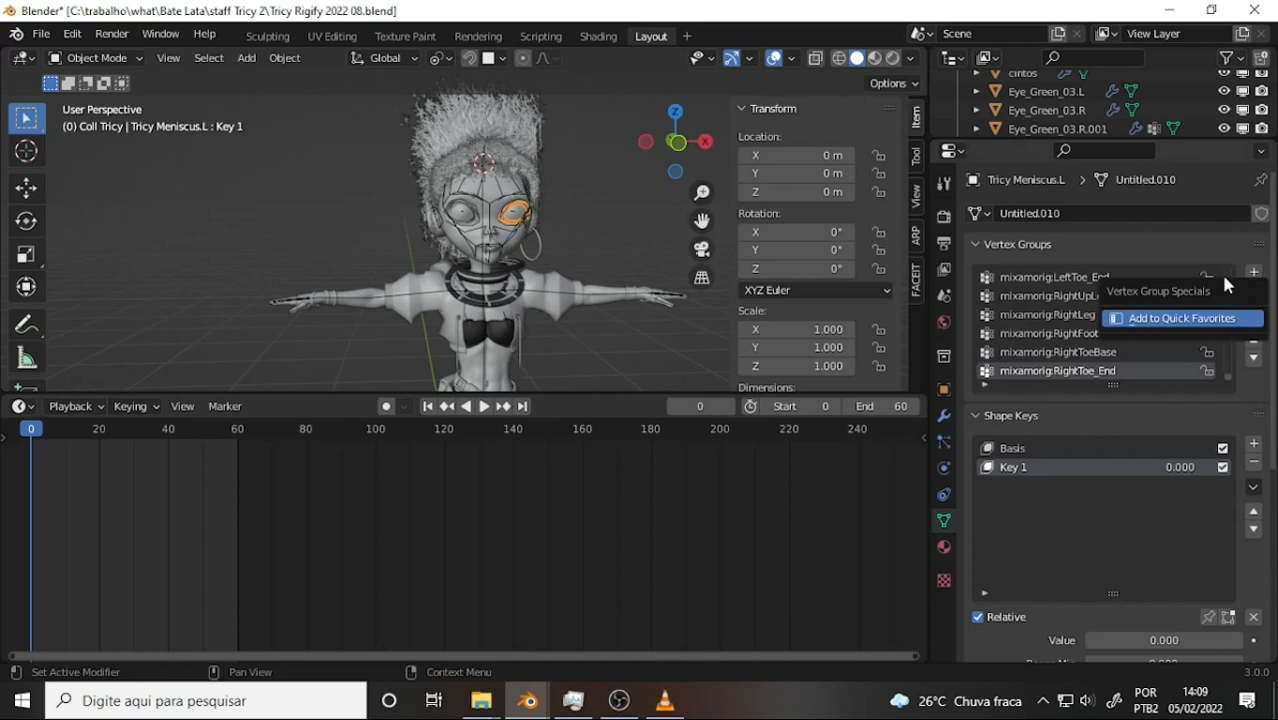 Blender* [C:\trabalho\what\Bate Lata\staff Tricy 2\Tricy Rigify 2022 08.blend]
File Edit Render Window Help Sculpting UV Editing Texture Paint Rendering Scripting Shading Layout + Scene View Layer
Object Mode View Select Add Object Global
Options
User Perspective
(0) Coll Tricy | Tricy Meniscus.L : Key 1
Z
X
Transform
Location:
X 0 m
Y 0 m
Z 0 m
Rotation:
X 0°
Y 0°
Z 0°
XYZ Euler
Scale:
X 1.000
Y 1.000
Z 1.000
Dimensions:
Item
Tool
View
ARP
FACEIT
cintos
Eye_Green_03.L
Eye_Green_03.R
Eye_Green_03.R.001
Tricy Meniscus.L > Untitled.010
Untitled.010
Vertex Groups
mixamorig:LeftToe_End
mixamorig:RightUpLe
mixamorig:RightLeg
mixamorig:RightFoot
mixamorig:RightToeBase
mixamorig:RightToe_End
Vertex Group Specials
Add to Quick Favorites
Shape Keys
Basis
Key 1 0.000
Relative
Value 0.000
Playback Keying View Marker 0 Start 0 End 60
0 20 40 60 80 100 120 140 160 180 200 220 240
Set Active Modifier Pan View Context Menu 3.0.0
Digite aqui para pesquisar
26°C Chuva fraca
POR
PTB2
14:09
05/02/2022